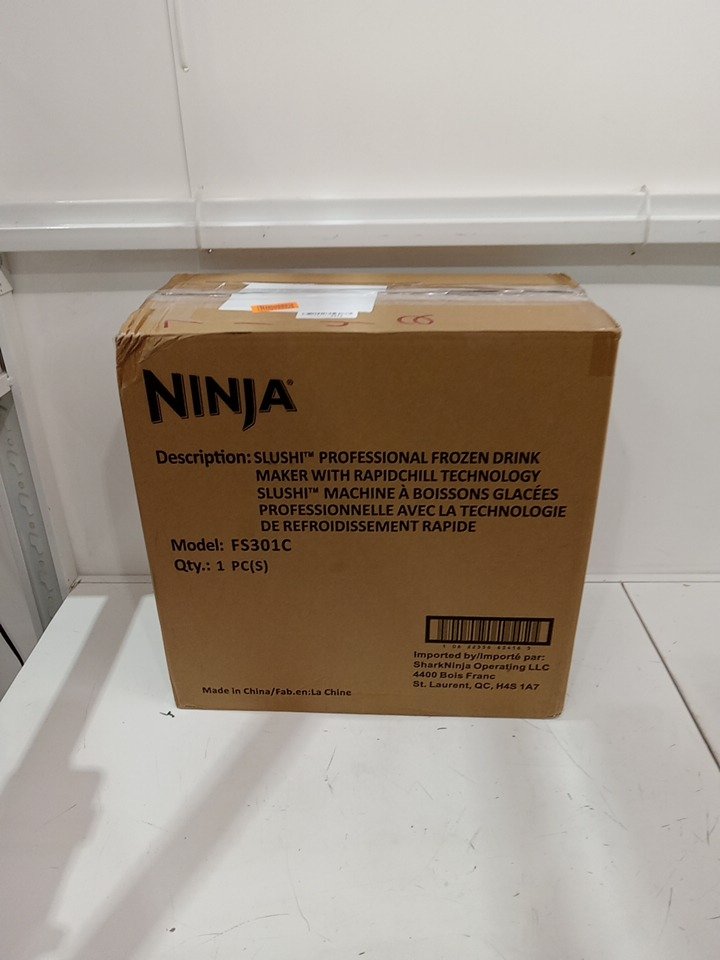 NINJA®
Description: SLUSHI™ PROFESSIONAL FROZEN DRINK
MAKER WITH RAPIDCHILL TECHNOLOGY
SLUSHI™ MACHINE À BOISSONS GLACÉES
PROFESSIONNELLE AVEC LA TECHNOLOGIE
DE REFROIDISSEMENT RAPIDE
Model: FS301C
Qty.: 1 PC(S)
Imported by/Importé par:
SharkNinja Operating LLC
4400 Bois Franc
St. Laurent, QC, H4S 1A7
Made in China/Fab.en:La Chine